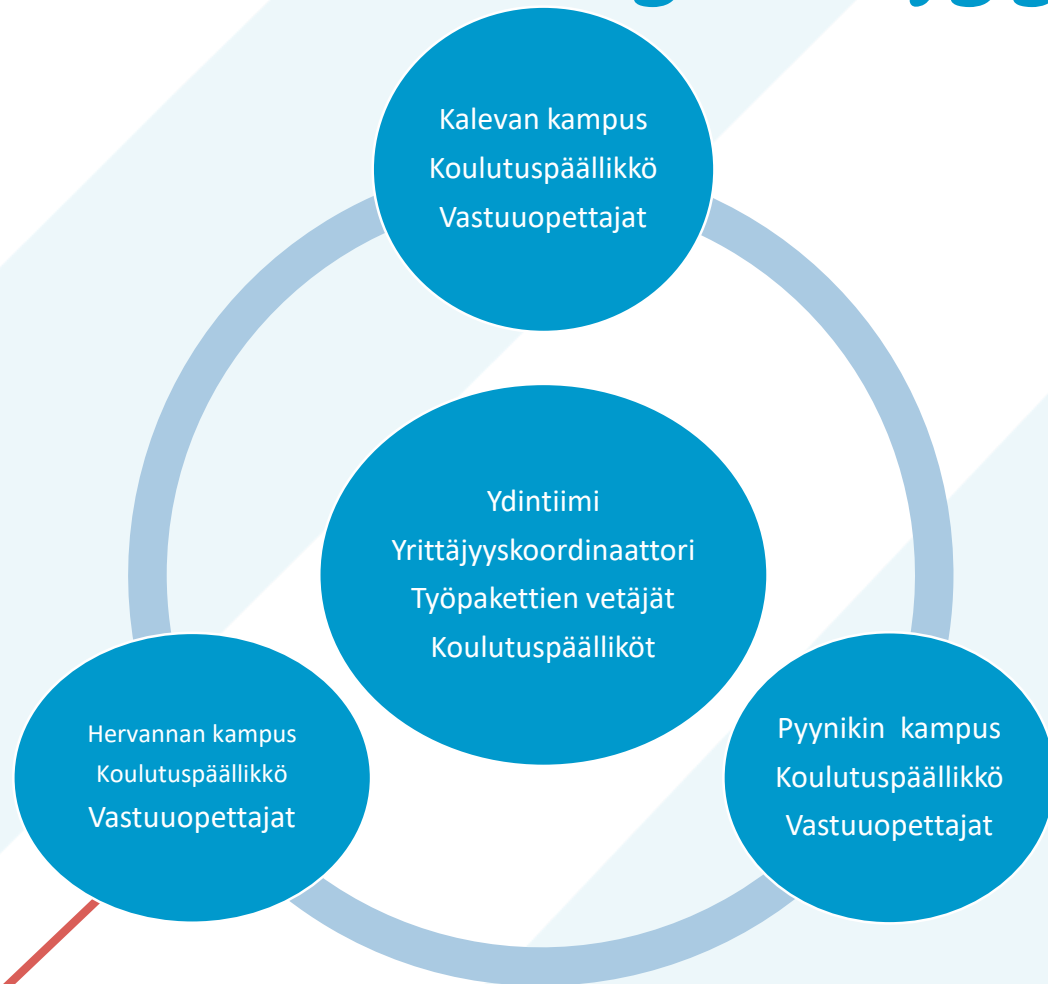 Kalevan kampus
Koulutuspäällikkö
Vastuuopettajat
Ydintiimi
Yrittäjyyskoordinaattori
Työpakettien vetäjät
Koulutuspäälliköt
Hervannan kampus
Koulutuspäällikkö
Vastuuopettajat
Pyynikin kampus
Koulutuspäällikkö
Vastuuopettajat